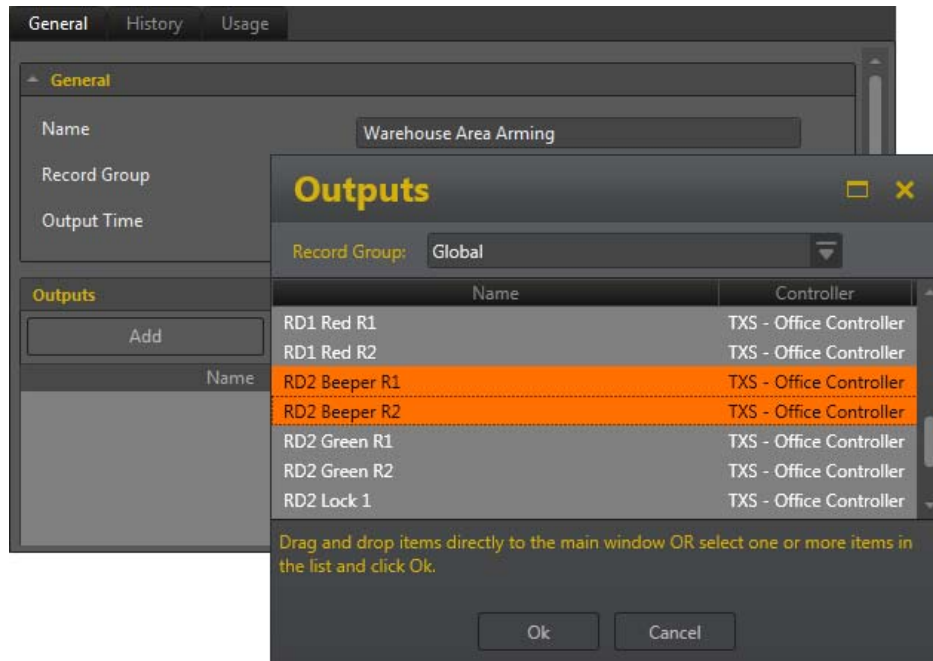 General History Usage
General
Name Warehouse Area Arming
Record Group
Output Time
Outputs
Add
Name
Outputs
Record Group: Global
Name Controller
RD1 Red R1 TXS - Office Controller
RD1 Red R2 TXS - Office Controller
RD2 Beeper R1 TXS - Office Controller
RD2 Beeper R2 TXS - Office Controller
RD2 Green R1 TXS - Office Controller
RD2 Green R2 TXS - Office Controller
RD2 Lock 1 TXS - Office Controller
Drag and drop items directly to the main window OR select one or more items in
the list and click Ok.
Ok Cancel